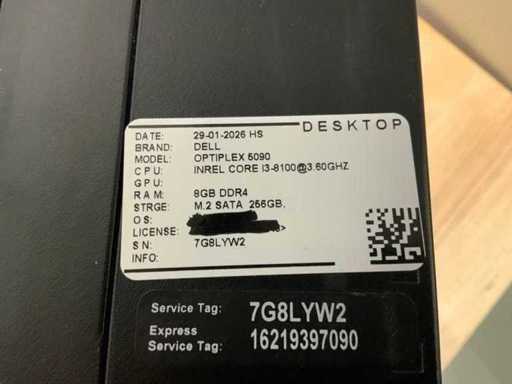 DESKTOP
DATE: 29-01-2026 HS
BRAND: DELL
MODEL: OPTIPLEX 5090
CPU: INREL CORE I3-8100@3.60GHZ
GPU:
RAM: 8GB DDR4
STRGE: M.2 SATA 256GB,
OS:
LICENSE:
SN: 7G8LYW2
INFO:
Service Tag: 7G8LYW2
Express
Service Tag: 16219397090